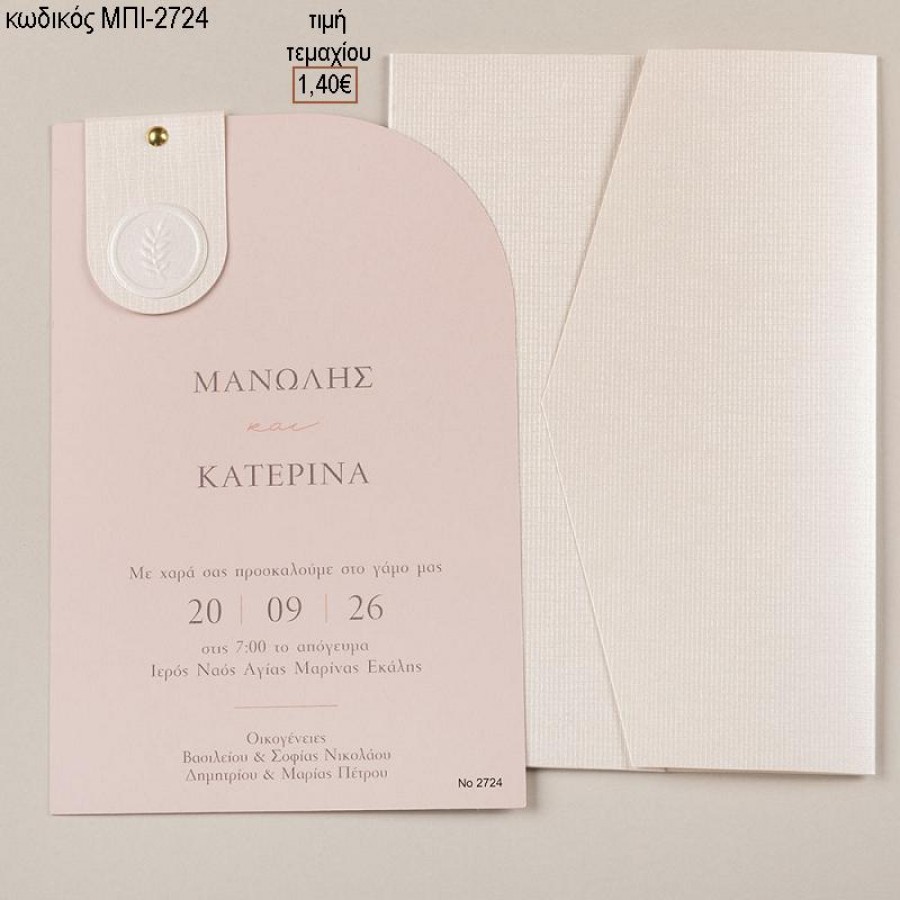 κωδικός ΜΠΙ-2724
τιμή
τεμαχίου
1,40€
ΜΑΝΩΛΗΣ
και
ΚΑΤΕΡΙΝΑ
Με χαρά σας προσκαλούμε στο γάμο μας
20 | 09 | 26
στις 7:00 το απόγευμα
Ιερός Ναός Αγίας Μαρίνας Εκάλης
Οικογένειες
Βασιλείου & Σοφίας Νικολάου
Δημητρίου & Μαρίας Πέτρου
No 2724